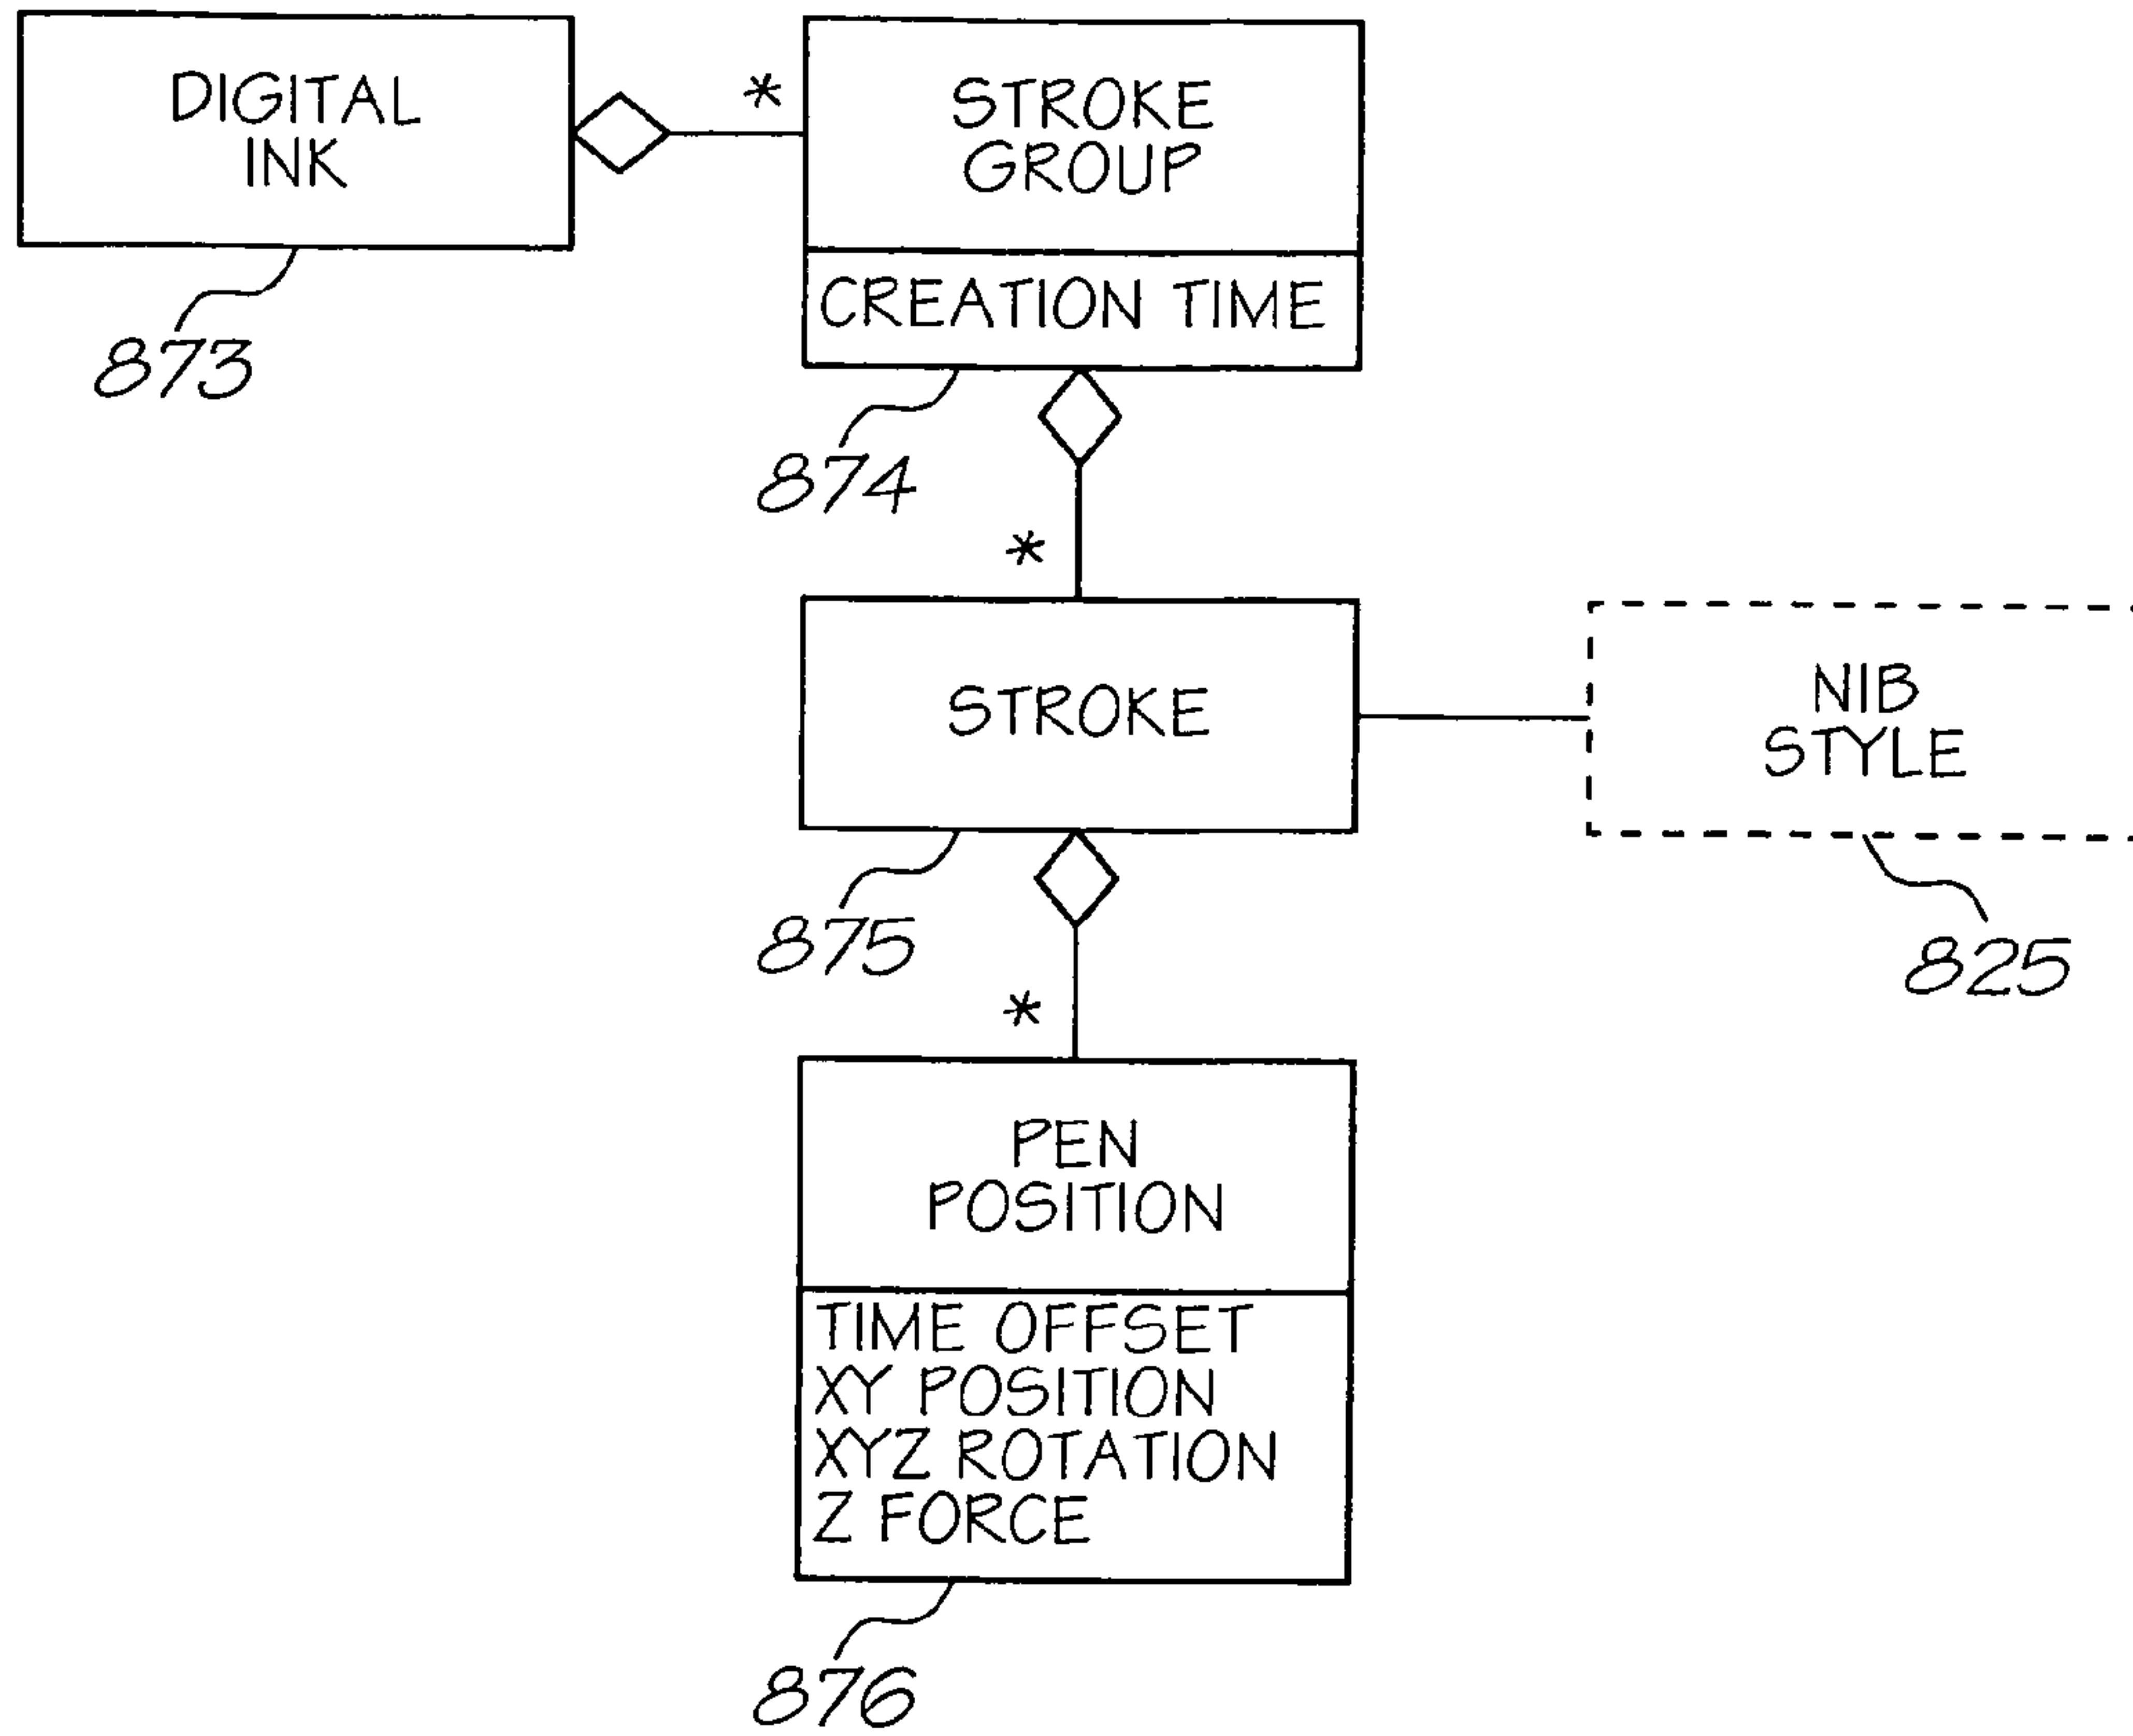 DIGITAL
INK
*
STROKE
GROUP
CREATION TIME
873
874
*
STROKE
NIB
STYLE
875
825
*
PEN
POSITION
TIME OFFSET
XY POSITION
XYZ ROTATION
Z FORCE
876